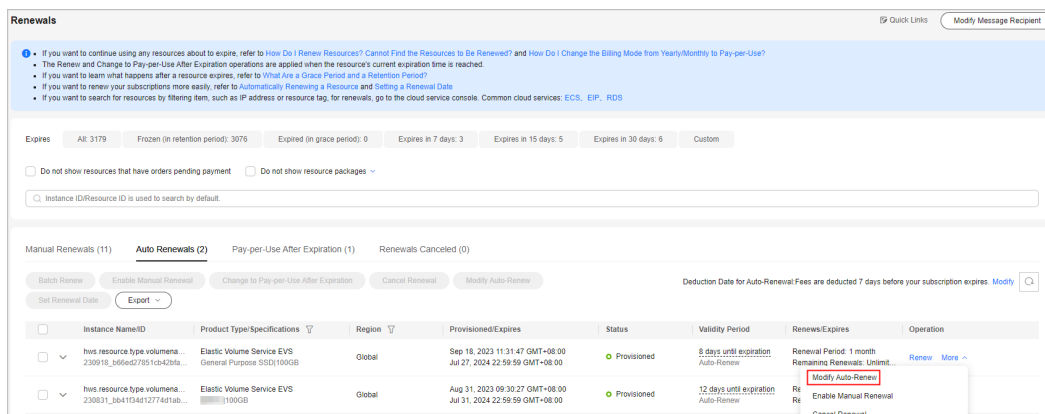 Renewals
Quick Links
Modify Message Recipient
• If you want to continue using any resources about to expire, refer to How Do I Renew Resources? Cannot Find the Resources to Be Renewed? and How Do I Change the Billing Mode from Yearly/Monthly to Pay-per-Use?
• The Renew and Change to Pay-per-Use After Expiration operations are applied when the resource's current expiration time is reached.
• If you want to learn what happens after a resource expires, refer to What Are a Grace Period and a Retention Period?
• If you want to renew your subscriptions more easily, refer to Automatically Renewing a Resource and Setting a Renewal Date
• If you want to search for resources by filtering item, such as IP address or resource tag, for renewals, go to the cloud service console. Common cloud services: ECS, EIP, RDS
Expires All: 3179 Frozen (in retention period): 3076 Expired (in grace period): 0 Expires in 7 days: 3 Expires in 15 days: 5 Expires in 30 days: 6 Custom
Do not show resources that have orders pending payment Do not show resource packages
Instance ID/Resource ID is used to search by default.
Manual Renewals (11) Auto Renewals (2) Pay-per-Use After Expiration (1) Renewals Canceled (0)
Batch Renew Enable Manual Renewal Change to Pay-per-Use After Expiration Cancel Renewal Modify Auto-Renew
Deduction Date for Auto-Renewal:Fees are deducted 7 days before your subscription expires. Modify
Set Renewal Date Export
Instance Name/ID Product Type/Specifications Region Provisioned/Expires Status Validity Period Renews/Expires Operation
hws.resource.type.volumena... Elastic Volume Service EVS Global Sep 18, 2023 11:31:47 GMT+08:00 Provisioned 8 days until expiration Renewal Period: 1 month Renew More
230918_b66ed27851cb42bfa... General Purpose SSD|100GB Jul 27, 2024 22:59:59 GMT+08:00 Auto-Renew Remaining Renewals: Unlimit...
Modify Auto-Renew
hws.resource.type.volumena... Elastic Volume Service EVS Global Aug 31, 2023 09:30:27 GMT+08:00 Provisioned 12 days until expiration Re
230831_bb41f34d12774d1ab... |100GB Jul 31, 2024 22:59:59 GMT+08:00 Auto-Renew Re
Enable Manual Renewal
Cancel Renewal